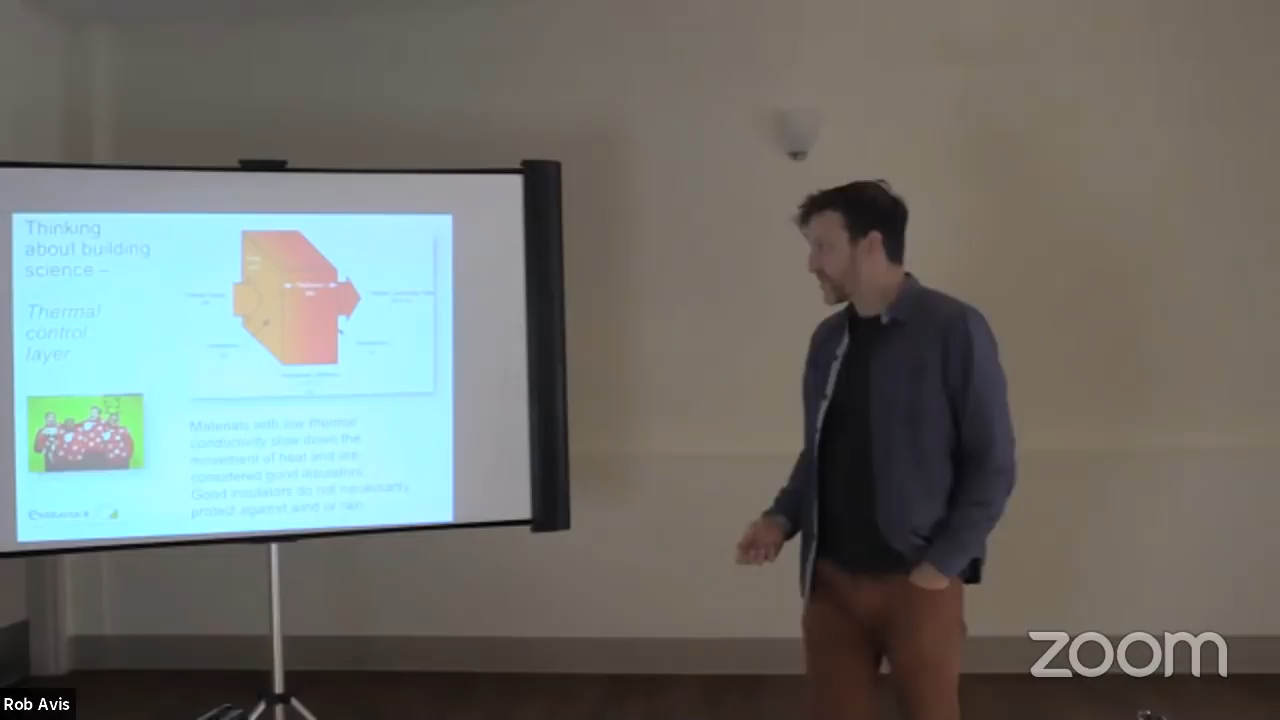 Thinking
about building
science –
Thermal
control
layer
Thickness
Materials with low thermal
conductivity slow down the
movement of heat and are
considered good insulators.
Good insulators do not necessarily
protect against wind or rain.
zoom
Rob Avis